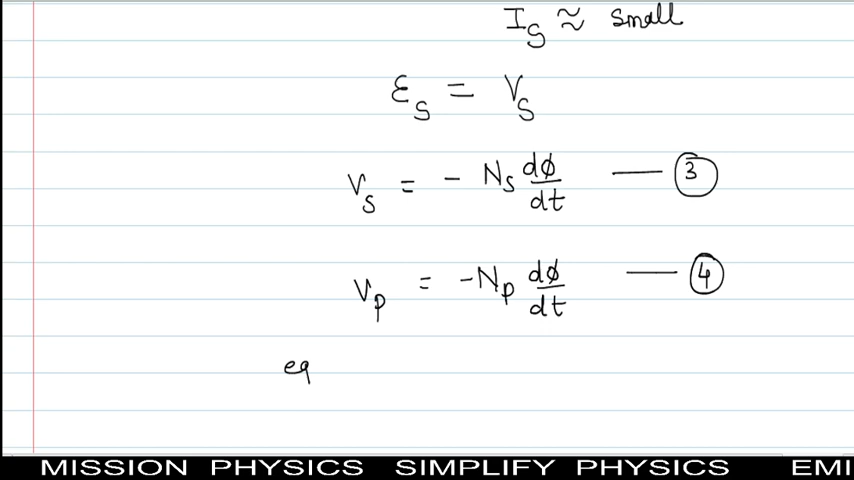 I_S ≈ small
ε_S = V_S
V_S = - N_S dϕ/dt —— ③
V_P = -N_P dϕ/dt —— ④
eq
MISSION PHYSICS SIMPLIFY PHYSICS EMI